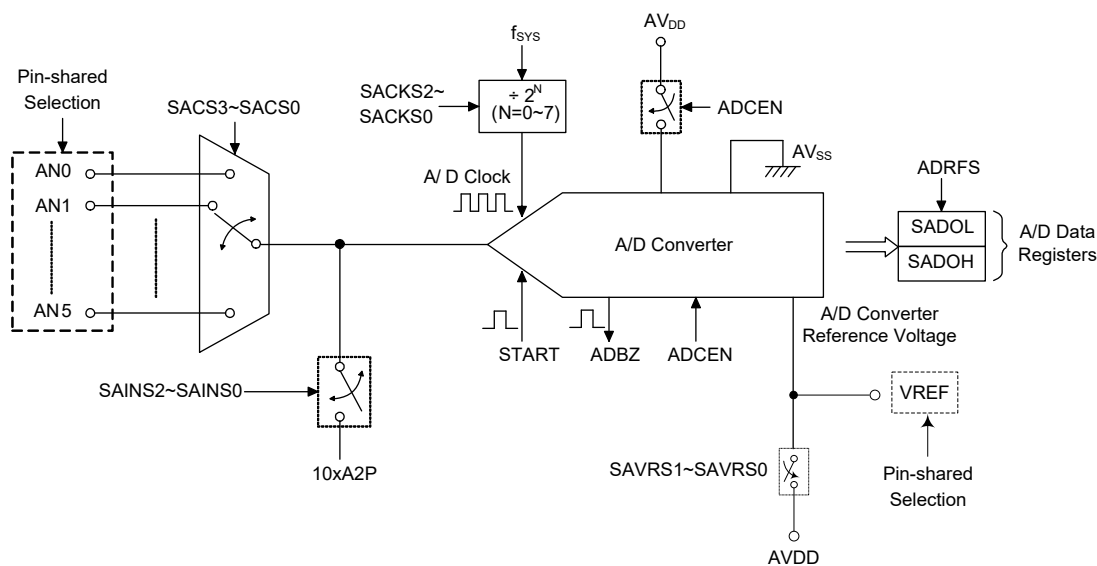 Pin-shared
Selection
AN0
AN1
AN5
SACS3~SACS0
fSYS
SACKS2~
SACKS0
÷ 2^N
(N=0~7)
A/ D Clock
AVDD
ADCEN
AVSS
A/D Converter
START
ADBZ
ADCEN
A/D Converter
Reference Voltage
ADRFS
SADOL
SADOH
A/D Data
Registers
SAINS2~SAINS0
10xA2P
VREF
Pin-shared
Selection
SAVRS1~SAVRS0
AVDD